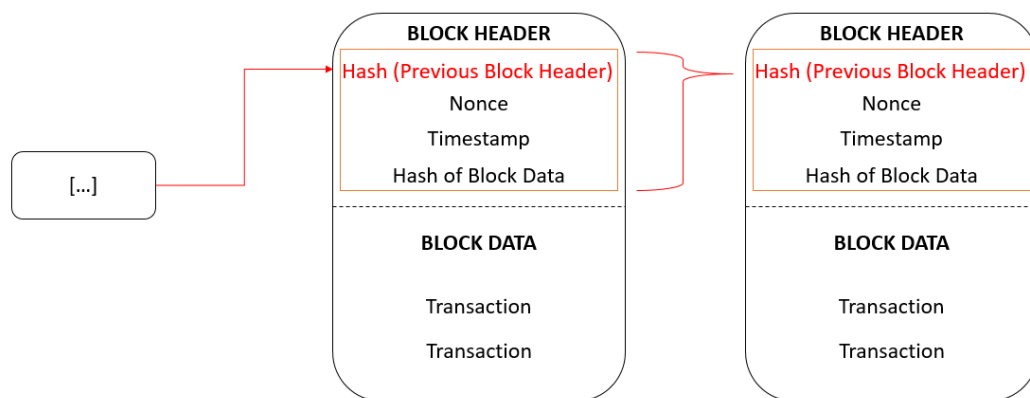 [...]
BLOCK HEADER
Hash (Previous Block Header)
Nonce
Timestamp
Hash of Block Data
BLOCK DATA
Transaction
Transaction
BLOCK HEADER
Hash (Previous Block Header)
Nonce
Timestamp
Hash of Block Data
BLOCK DATA
Transaction
Transaction